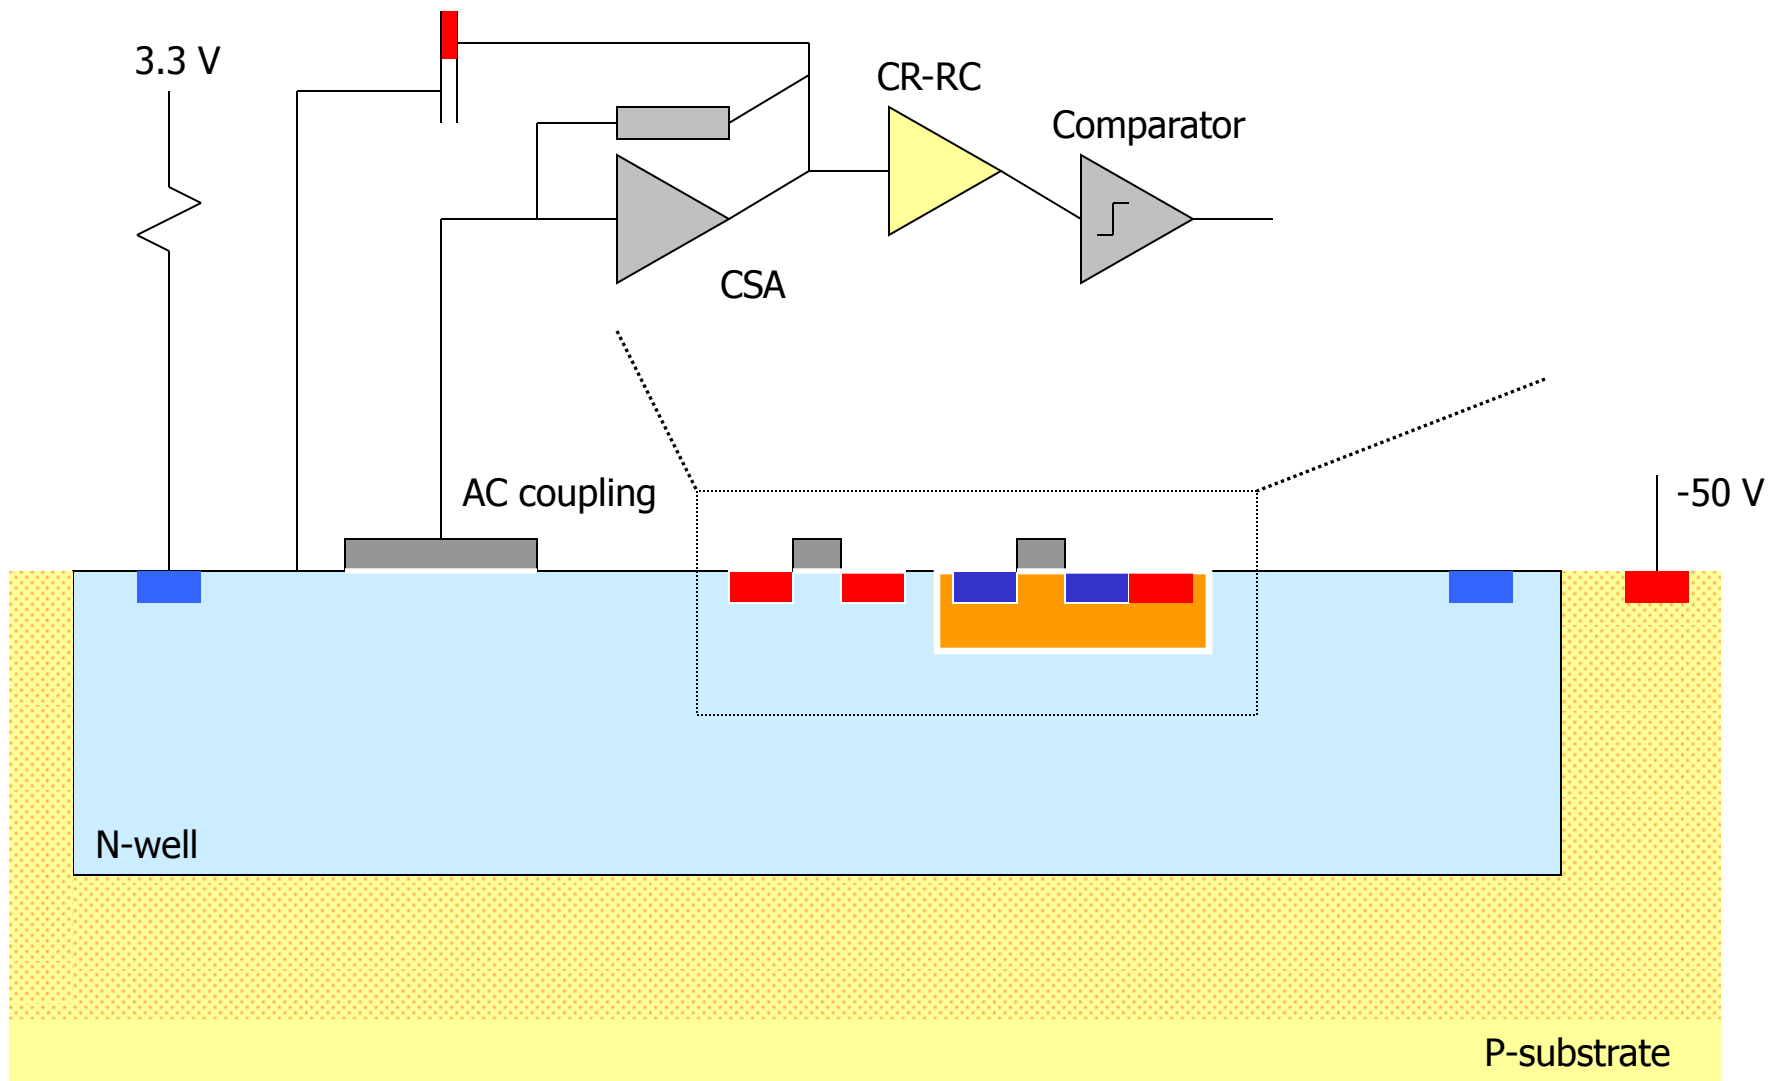 3.3 V
CR-RC
Comparator
CSA
AC coupling
-50 V
N-well
P-substrate